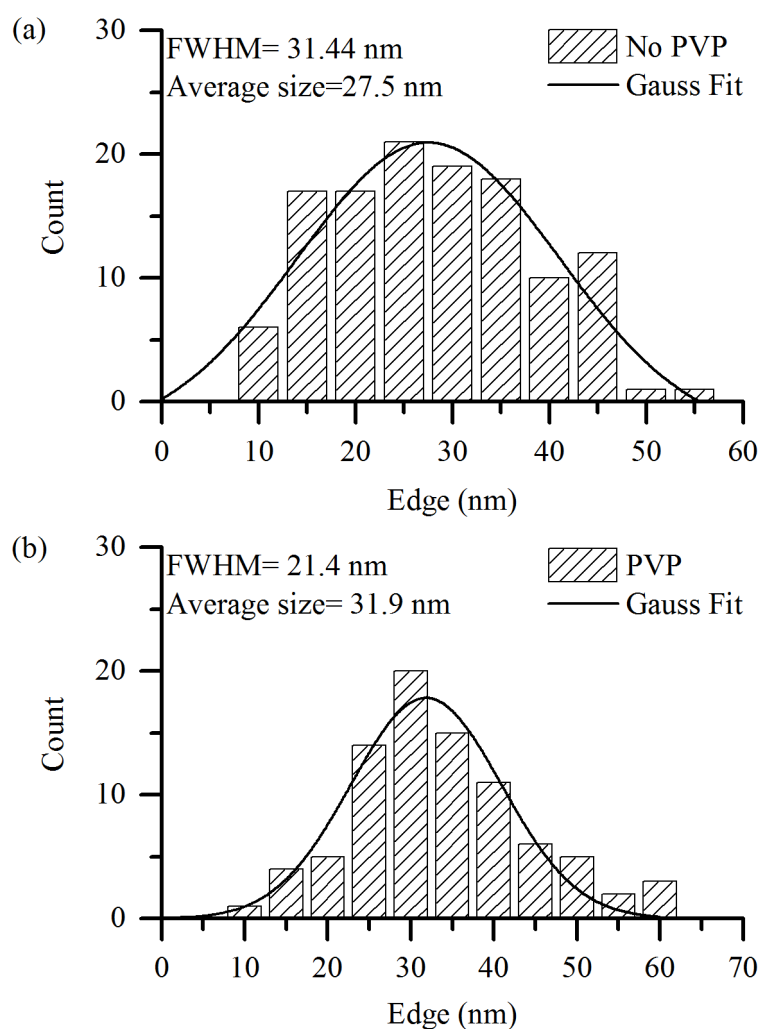 (a)
30
20
10
0
Count
FWHM= 31.44 nm
Average size=27.5 nm
No PVP
Gauss Fit
0 10 20 30 40 50 60
Edge (nm)
(b)
30
20
10
0
Count
FWHM= 21.4 nm
Average size= 31.9 nm
PVP
Gauss Fit
0 10 20 30 40 50 60 70
Edge (nm)